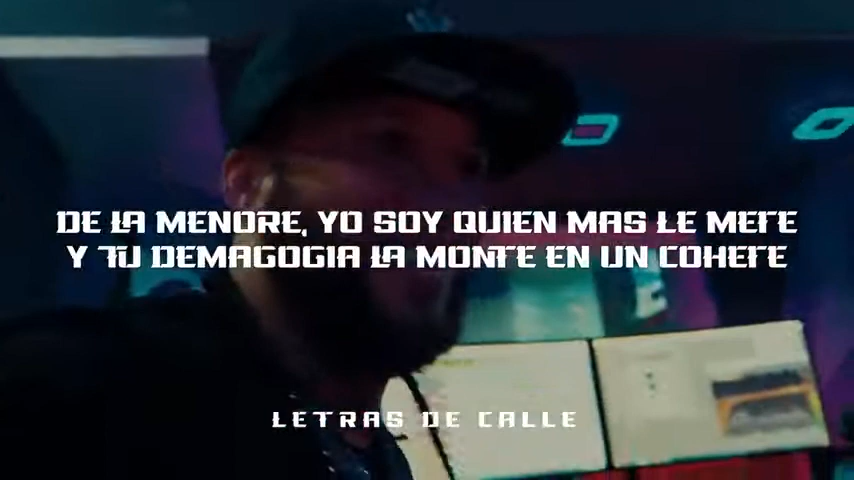 DE LA MENORE, YO SOY QUIEN MAS LE METE
Y TU DEMAGOGIA LA MONTE EN UN COHETE
LETRAS DE CALLE